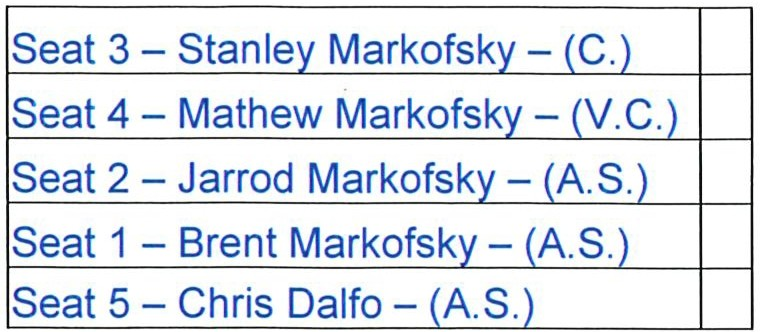 Seat 3 – Stanley Markofsky – (C.)
Seat 4 – Mathew Markofsky – (V.C.)
Seat 2 – Jarrod Markofsky – (A.S.)
Seat 1 – Brent Markofsky – (A.S.)
Seat 5 – Chris Dalfo – (A.S.)